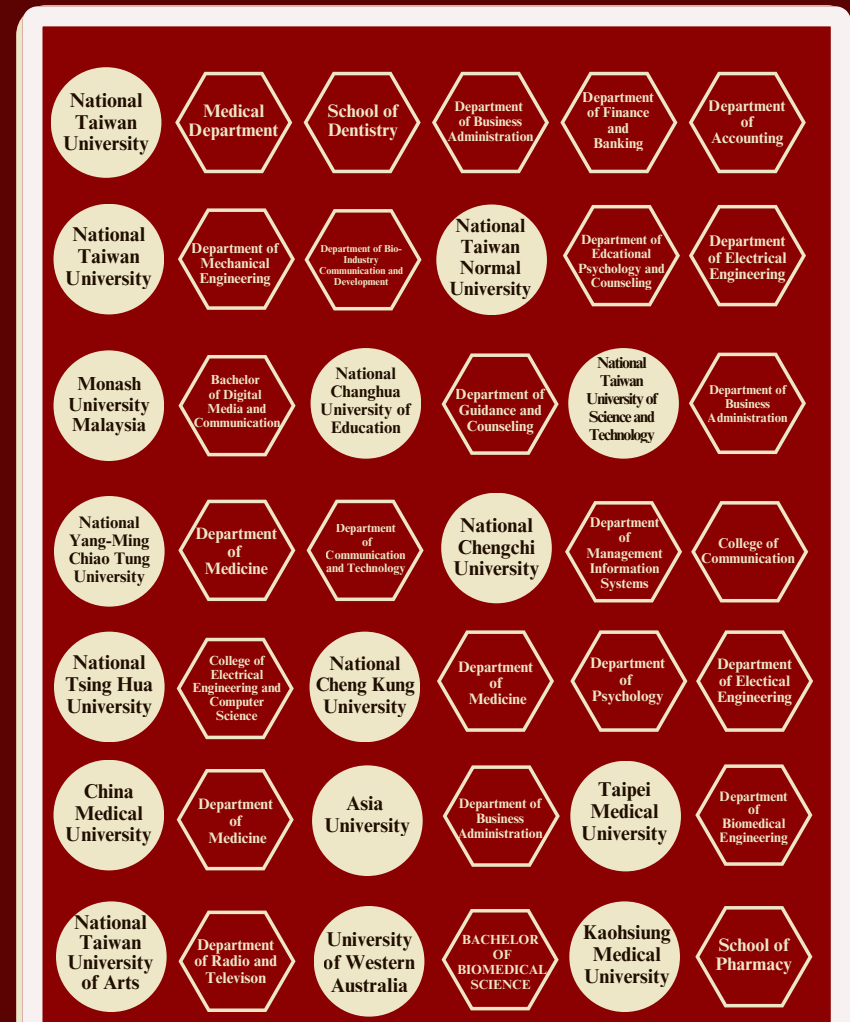 National
Taiwan
University
Medical
Department
School of
Dentistry
Department
of Business
Administration
Department
of Finance
and
Banking
Department
of
Accounting
National
Taiwan
University
Department of
Mechanical
Engineering
Department of Bio-
Industry
Communication and
Development
National
Taiwan
Normal
University
Department of
Edcational
Psychology and
Counseling
Department
of Electrical
Engineering
Monash
University
Malaysia
Bachelor
of Digital
Media and
Communication
National
Changhua
University of
Education
Department of
Guidance and
Counseling
National
Taiwan
University of
Science and
Technology
Department of
Business
Administration
National
Yang-Ming
Chiao Tung
University
Department
of
Medicine
Department
of
Communication
and Technology
National
Chengchi
University
Department
of
Management
Information
Systems
College of
Communication
National
Tsing Hua
University
College of
Electrical
Engineering and
Computer
Science
National
Cheng Kung
University
Department
of
Medicine
Department
of
Psychology
Department
of Electical
Engineering
China
Medical
University
Department
of
Medicine
Asia
University
Department of
Business
Administration
Taipei
Medical
University
Department
of
Biomedical
Engineering
National
Taiwan
University
of Arts
Department
of Radio and
Televison
University
of Western
Australia
BACHELOR
OF
BIOMEDICAL
SCIENCE
Kaohsiung
Medical
University
School of
Pharmacy